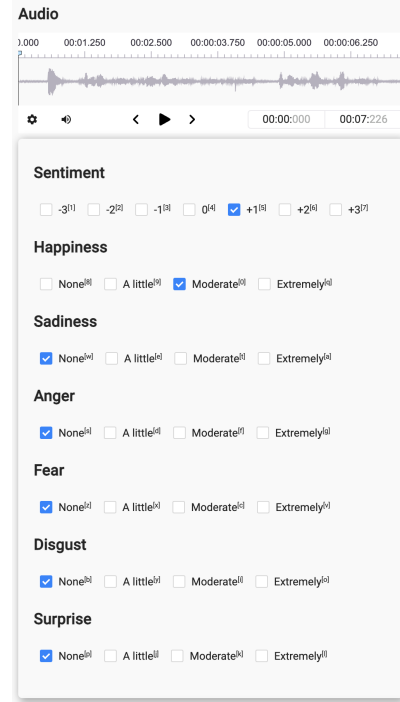 Audio
0.000 00:01.250 00:02.500 00:00:03.750 00:00:05.000 00:00:06.250
00:00:000 00:07:226
Sentiment
-3[1] -2[2] -1[3] 0[4] +1[5] +2[6] +3[7]
Happiness
None[8] A little[9] Moderate[0] Extremely[q]
Sadiness
None[w] A little[e] Moderate[t] Extremely[a]
Anger
None[s] A little[d] Moderate[f] Extremely[g]
Fear
None[z] A little[x] Moderate[c] Extremely[v]
Disgust
None[b] A little[y] Moderate[i] Extremely[o]
Surprise
None[p] A little[j] Moderate[k] Extremely[l]